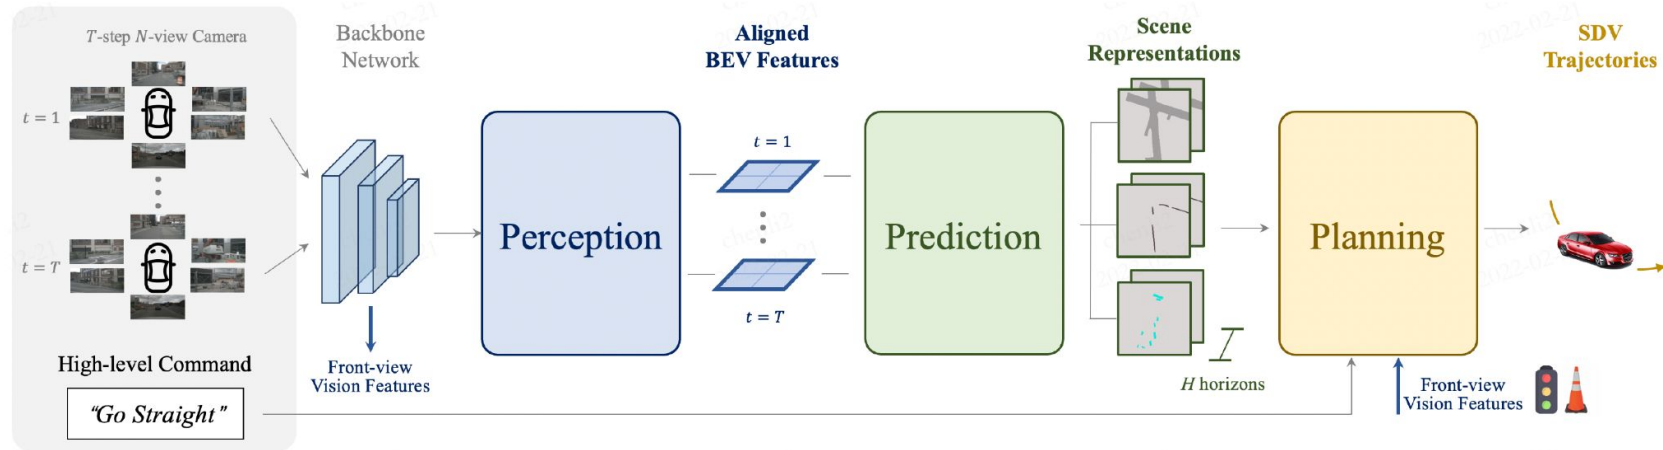 T-step N-view Camera
t = 1
t = T
High-level Command
"Go Straight"
Backbone
Network
Front-view
Vision Features
Perception
Aligned
BEV Features
t = 1
t = T
Prediction
Scene
Representations
H horizons
Planning
Front-view
Vision Features
SDV
Trajectories